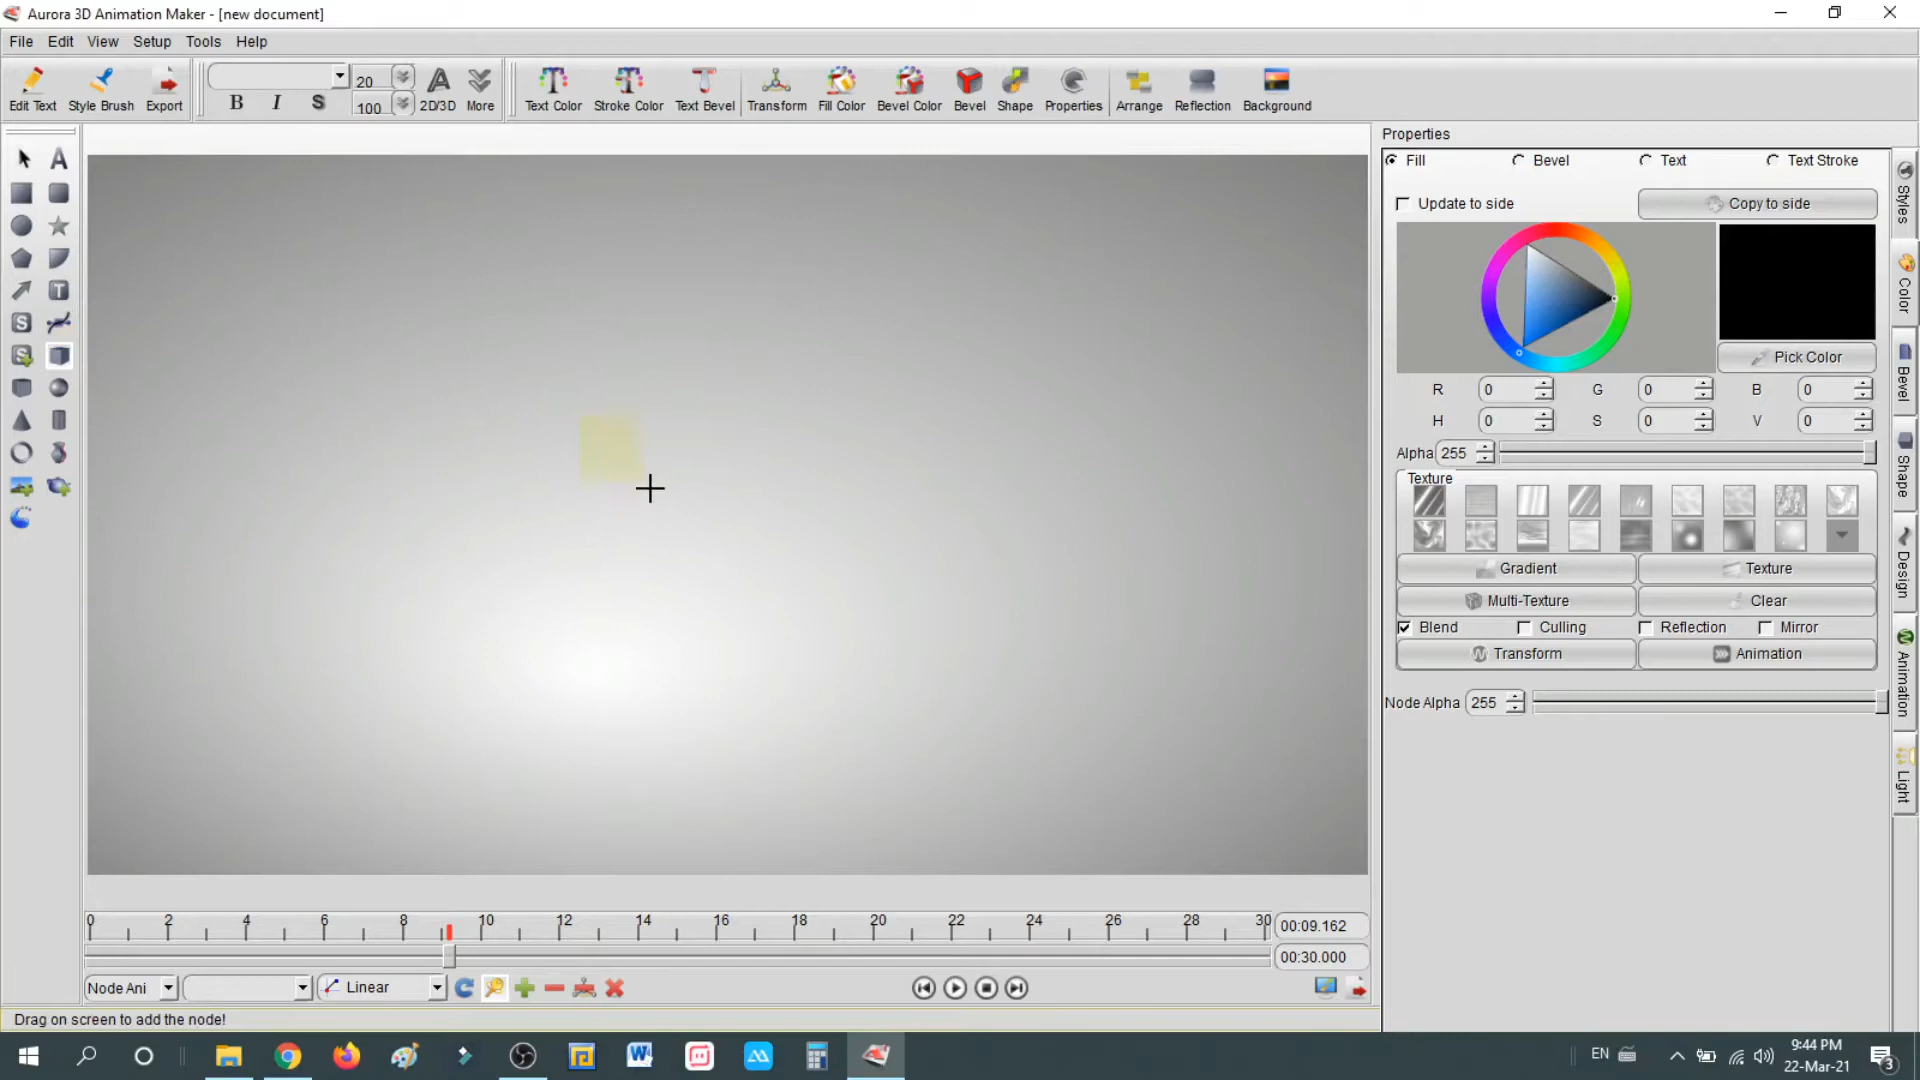 Aurora 3D Animation Maker - [new document]
File Edit View Setup Tools Help
20
100
B I S
Edit Text Style Brush Export 2D/3D More Text Color Stroke Color Text Bevel Transform Fill Color Bevel Color Bevel Shape Properties Arrange Reflection Background
Properties
Fill Bevel Text Text Stroke
Update to side Copy to side
Pick Color
R 0 G 0 B 0
H 0 S 0 V 0
Alpha 255
Texture
Gradient Texture
Multi-Texture Clear
Blend Culling Reflection Mirror
Transform Animation
Node Alpha 255
Styles
Color
Bevel
Shape
Design
Animation
Light
0 2 4 6 8 10 12 14 16 18 20 22 24 26 28 30
00:09.162
00:30.000
Node Ani Linear
Drag on screen to add the node!
EN
9:44 PM
22-Mar-21
3